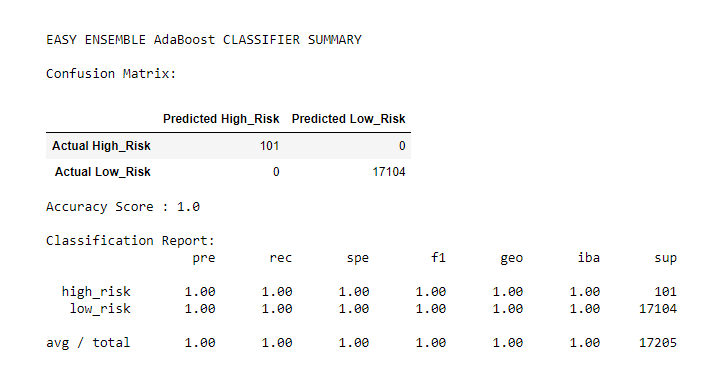 EASY ENSEMBLE AdaBoost CLASSIFIER SUMMARY
Confusion Matrix:
Predicted High_Risk Predicted Low_Risk
Actual High_Risk 101 0
Actual Low_Risk 0 17104
Accuracy Score : 1.0
Classification Report:
pre rec spe f1 geo iba sup
high_risk 1.00 1.00 1.00 1.00 1.00 1.00 101
low_risk 1.00 1.00 1.00 1.00 1.00 1.00 17104
avg / total 1.00 1.00 1.00 1.00 1.00 1.00 17205